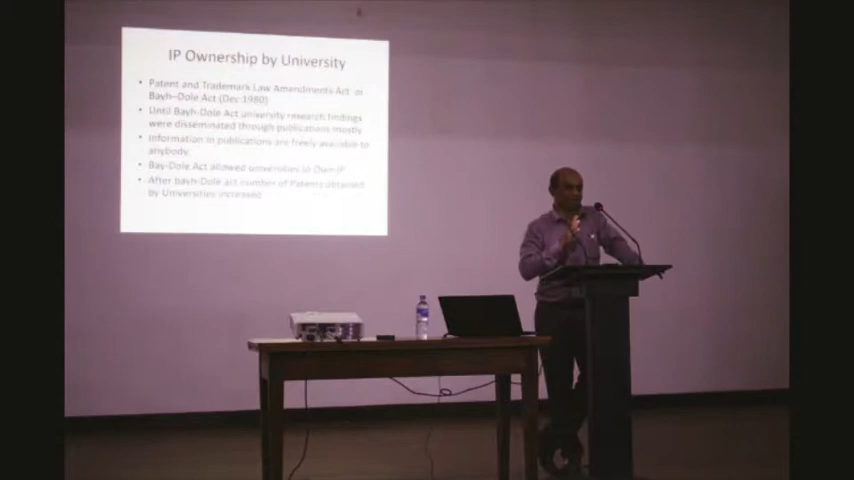 IP Ownership by University
• Patent and Trademark Law Amendments Act or
Bayh–Dole Act (Dec 1980)
• Until Bayh-Dole Act university research findings
were disseminated through publications mostly
• Information in publications are freely available to
anybody.
• Bay-Dole Act allowed universities to Own IP
• After bayh-Dole act number of Patents obtained
by Universities increased